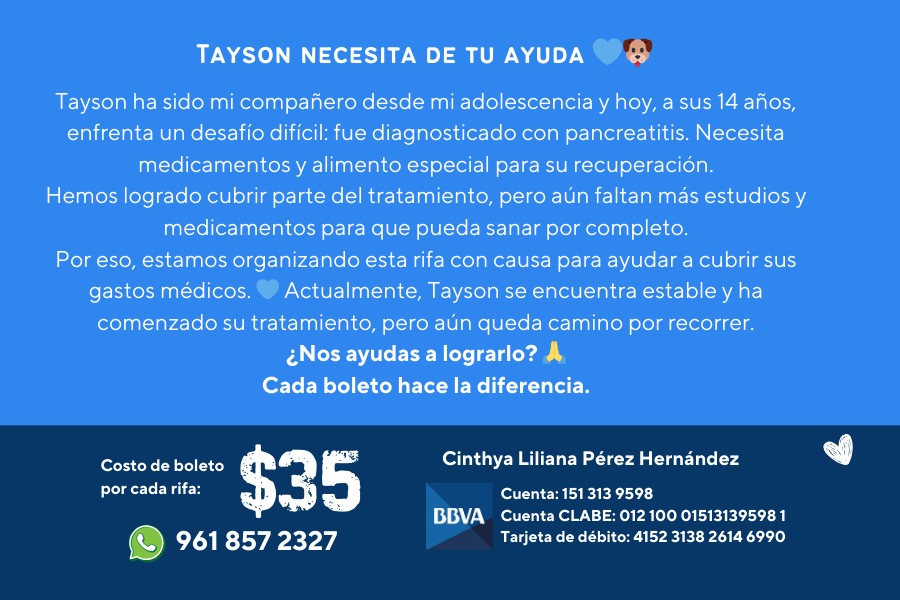 Tayson necesita de tu ayuda 🩵🐶
Tayson ha sido mi compañero desde mi adolescencia y hoy, a sus 14 años,
enfrenta un desafío difícil: fue diagnosticado con pancreatitis. Necesita
medicamentos y alimento especial para su recuperación.
Hemos logrado cubrir parte del tratamiento, pero aún faltan más estudios y
medicamentos para que pueda sanar por completo.
Por eso, estamos organizando esta rifa con causa para ayudar a cubrir sus
gastos médicos. 🩵 Actualmente, Tayson se encuentra estable y ha
comenzado su tratamiento, pero aún queda camino por recorrer.
¿Nos ayudas a lograrlo? 🙏
Cada boleto hace la diferencia.
Costo de boleto
por cada rifa:
$35
961 857 2327
Cinthya Liliana Pérez Hernández
BBVA
Cuenta: 151 313 9598
Cuenta CLABE: 012 100 01513139598 1
Tarjeta de débito: 4152 3138 2614 6990